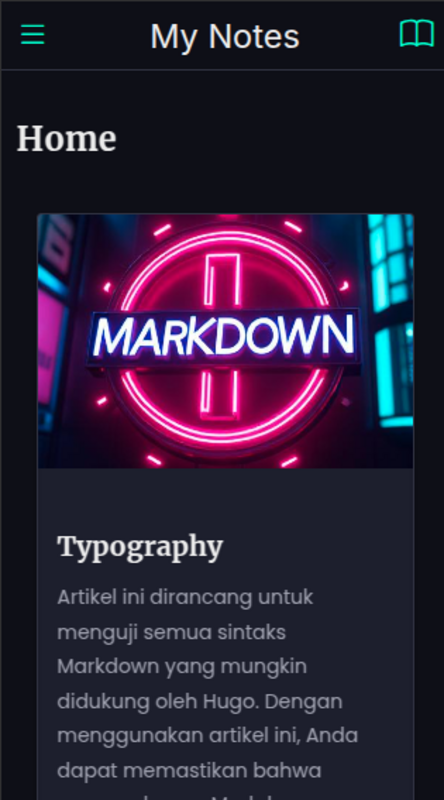 My Notes
Home
MARKDOWN
Typography
Artikel ini dirancang untuk
menguji semua sintaks
Markdown yang mungkin
didukung oleh Hugo. Dengan
menggunakan artikel ini, Anda
dapat memastikan bahwa